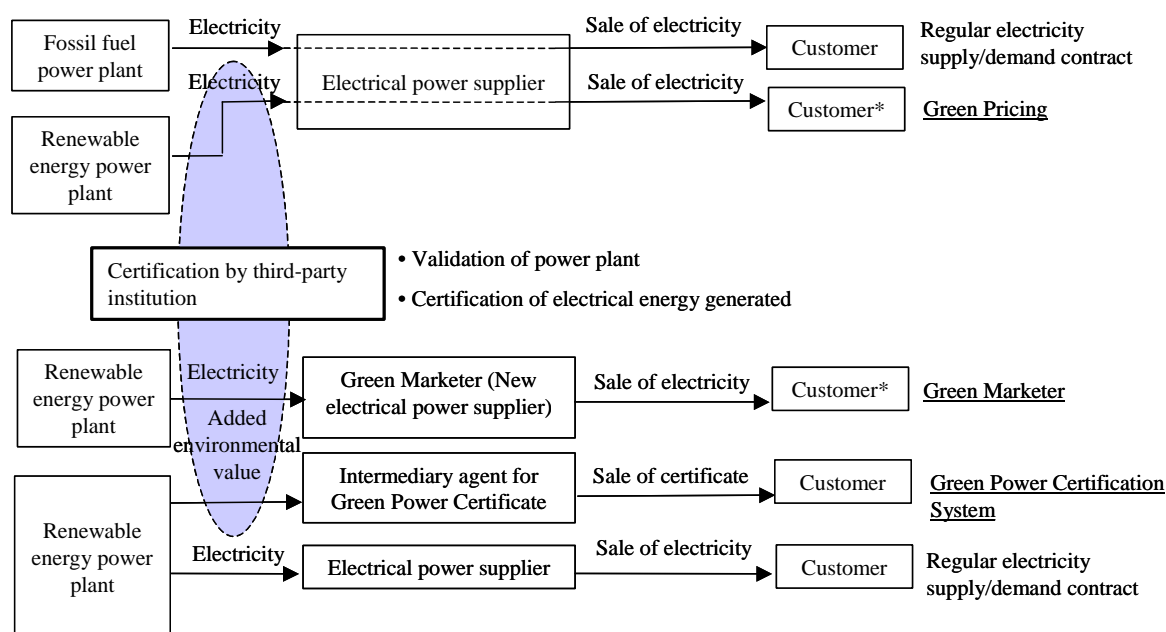 Fossil fuel
power plant
Electricity
Electrical power supplier
Sale of electricity
Customer
Regular electricity
supply/demand contract
Renewable
energy power
plant
Electricity
Sale of electricity
Customer*
Green Pricing
Certification by third-party
institution
• Validation of power plant
• Certification of electrical energy generated
Renewable
energy power
plant
Electricity
Green Marketer (New
electrical power supplier)
Sale of electricity
Customer*
Green Marketer
Added
environmental
value
Renewable
energy power
plant
Intermediary agent for
Green Power Certificate
Sale of certificate
Customer
Green Power Certification
System
Electricity
Electrical power supplier
Sale of electricity
Customer
Regular electricity
supply/demand contract